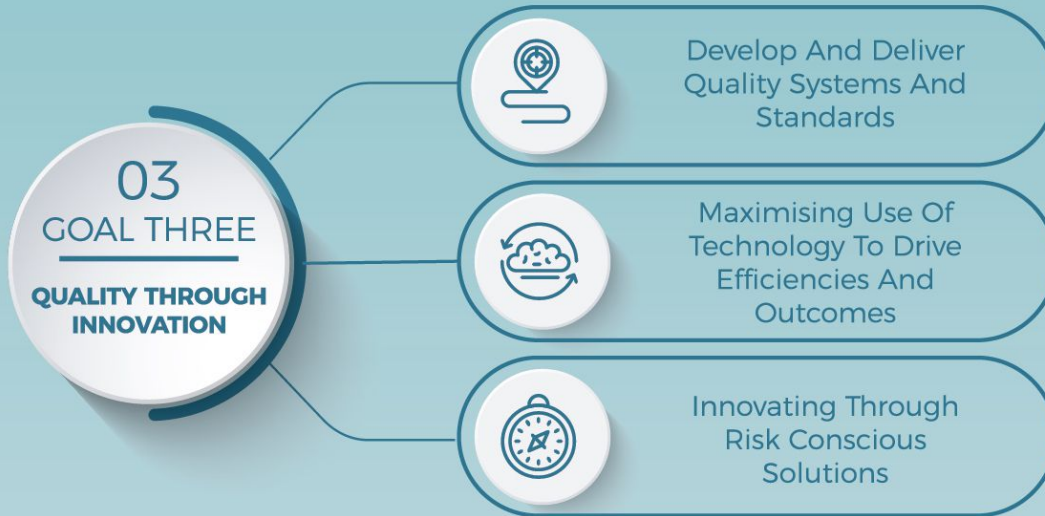 03
GOAL THREE
QUALITY THROUGH
INNOVATION
Develop And Deliver
Quality Systems And
Standards
Maximising Use Of
Technology To Drive
Efficiencies And
Outcomes
Innovating Through
Risk Conscious
Solutions